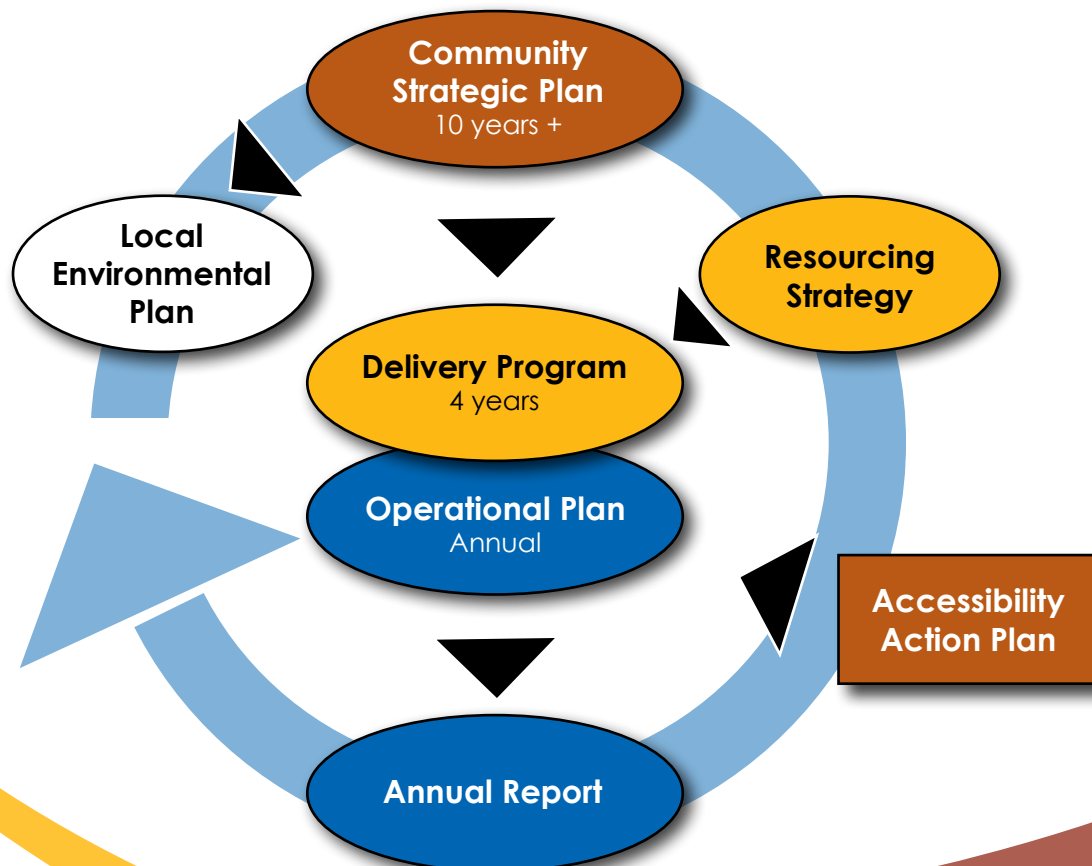 Community
Strategic Plan
10 years +
Local
Environmental
Plan
Resourcing
Strategy
Delivery Program
4 years
Operational Plan
Annual
Accessibility
Action Plan
Annual Report